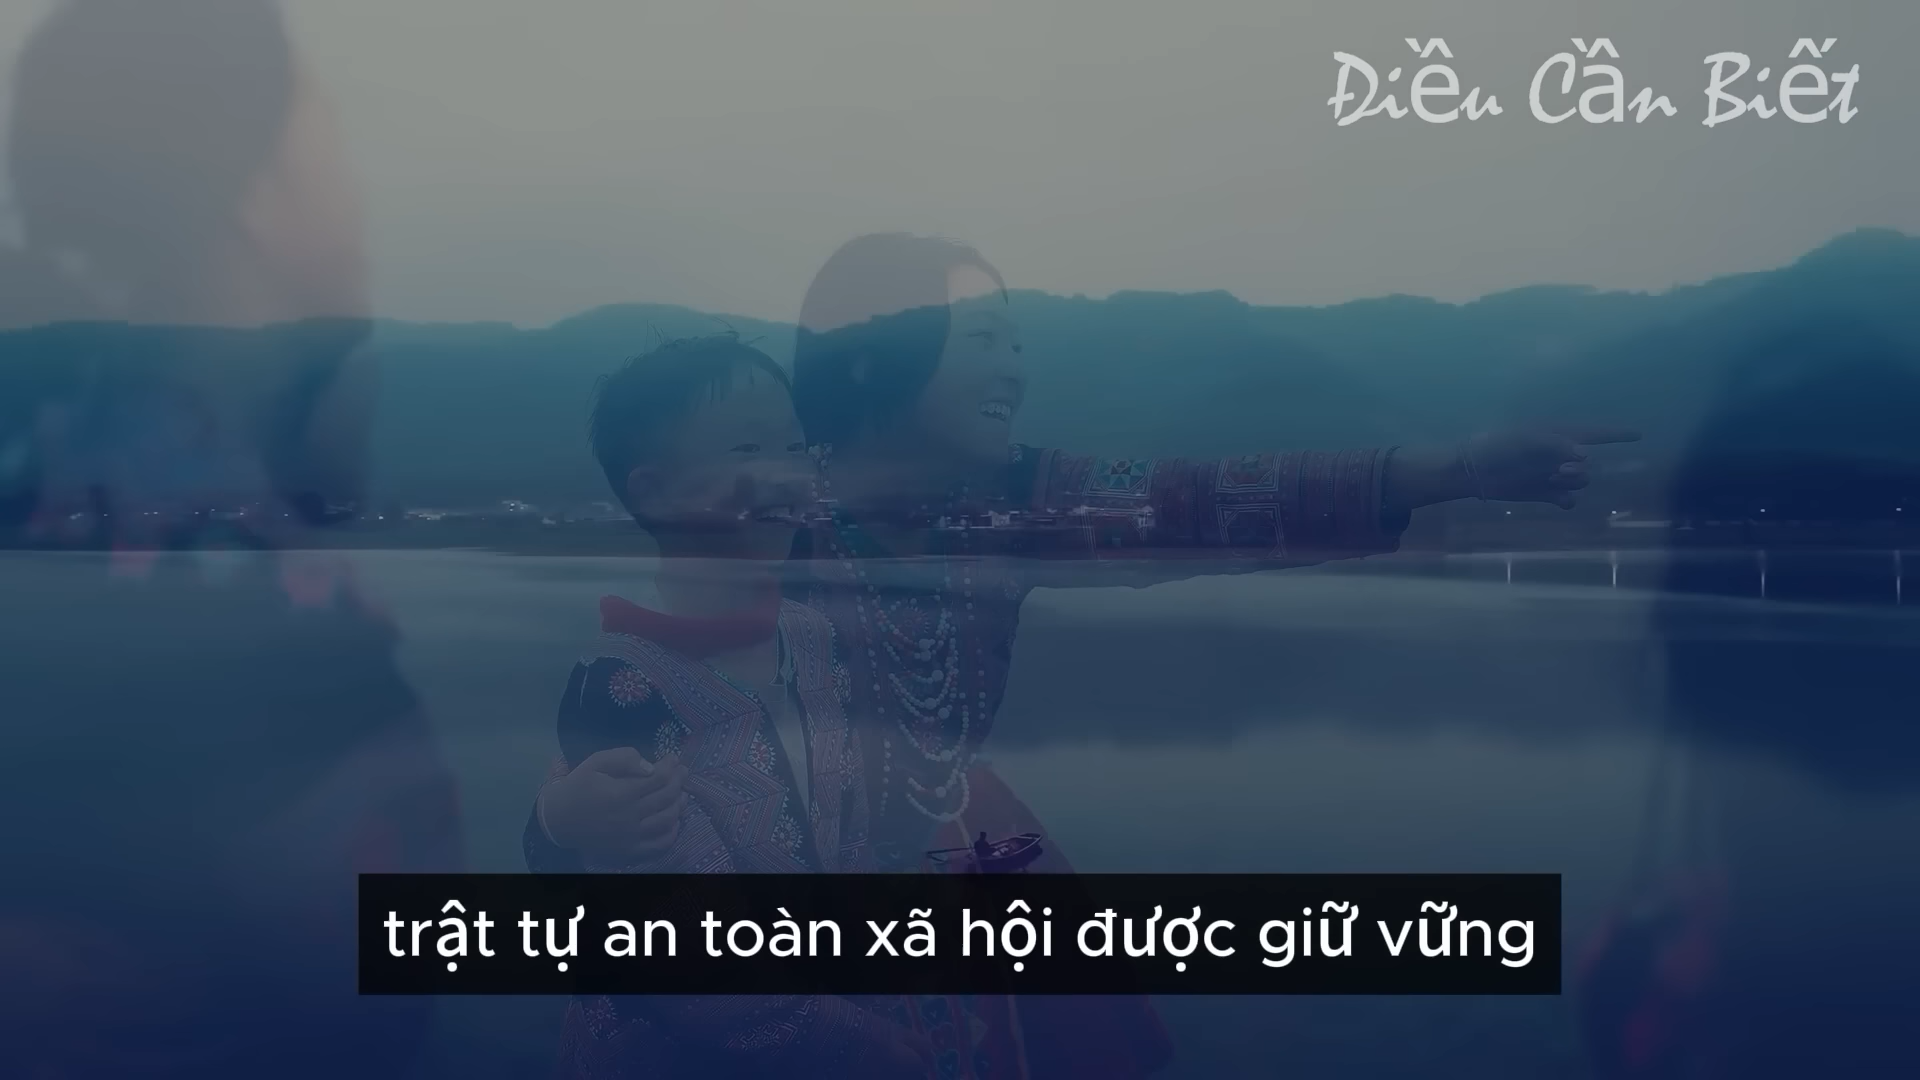 Điều Cần Biết
trật tự an toàn xã hội được giữ vững